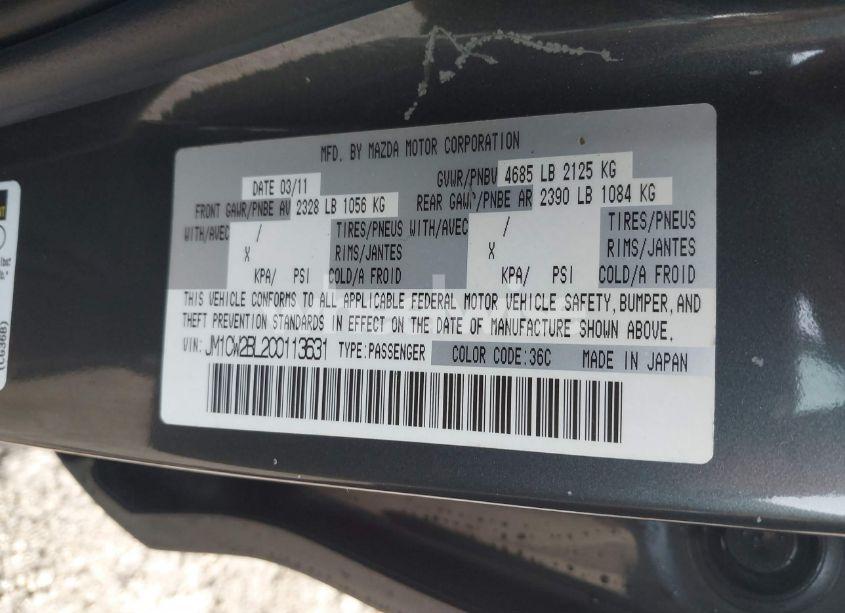 MFD. BY MAZDA MOTOR CORPORATION
DATE 03/11 GVWR/PNBV 4685 LB 2125 KG
FRONT GAWR/PNBE AV 2328 LB 1056 KG REAR GAWR/PNBE AR 2390 LB 1084 KG
WITH/AVEC / TIRES/PNEUS WITH/AVEC / TIRES/PNEUS
X RIMS/JANTES X RIMS/JANTES
KPA/ PSI COLD/A FROID KPA/ PSI COLD/A FROID
THIS VEHICLE CONFORMS TO ALL APPLICABLE FEDERAL MOTOR VEHICLE SAFETY, BUMPER, AND
THEFT PREVENTION STANDARDS IN EFFECT ON THE DATE OF MANUFACTURE SHOWN ABOVE.
VIN: JM1CW2BL2C0113631 TYPE:PASSENGER COLOR CODE:36C MADE IN JAPAN